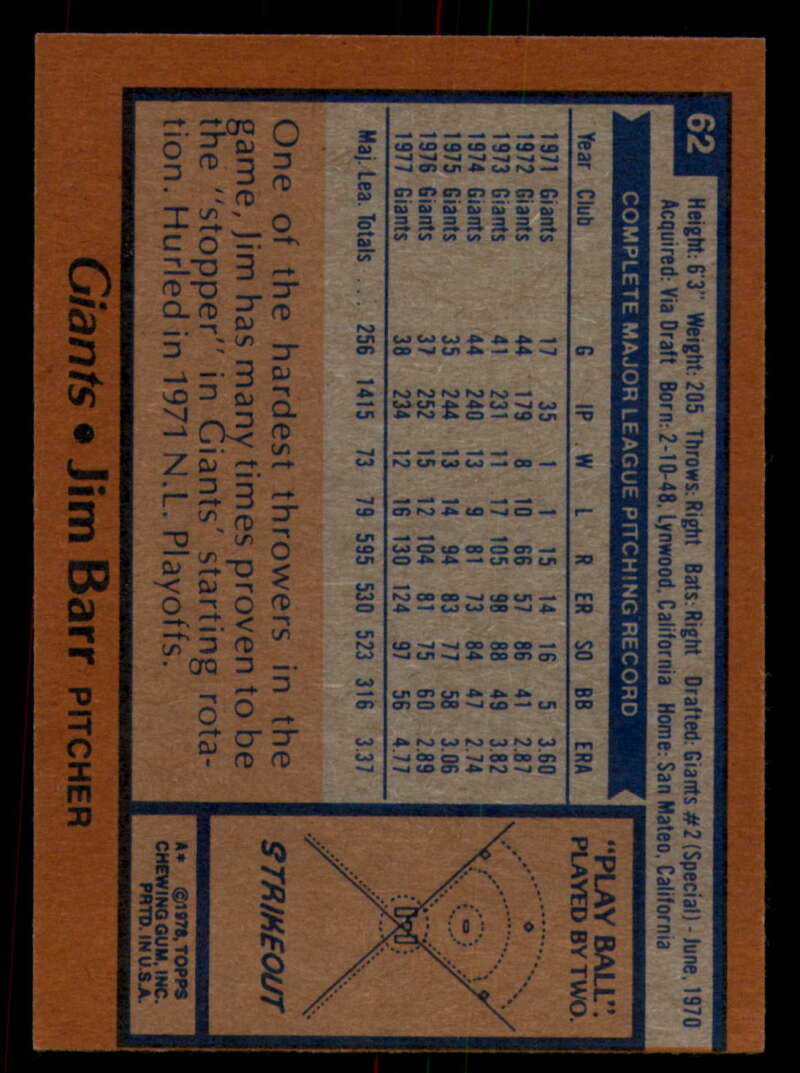 62
Height: 6'3" Weight: 205 Throws: Right Bats: Right Drafted: Giants #2 (Special) - June, 1970
Acquired: Via Draft Born: 2-10-48, Lynwood, California Home: San Mateo, California
COMPLETE MAJOR LEAGUE PITCHING RECORD
Year Club G IP W L R ER SO BB ERA
1971 Giants 17 35 1 1 15 14 16 5 3.60
1972 Giants 44 179 8 10 66 57 86 41 2.87
1973 Giants 41 231 11 17 105 98 88 49 3.82
1974 Giants 44 240 13 9 81 73 84 47 2.74
1975 Giants 35 244 13 14 94 83 77 58 3.06
1976 Giants 37 252 15 12 104 81 75 60 2.89
1977 Giants 38 234 12 16 130 124 97 56 4.77
Maj. Lea. Totals . . . 256 1415 73 79 595 530 523 316 3.37
One of the hardest throwers in the
game, Jim has many times proven to be
the "stopper" in Giants' starting rota-
tion. Hurled in 1971 N.L. Playoffs.
"PLAY BALL":
PLAYED BY TWO.
STRIKEOUT
A* ©1978, TOPPS
CHEWING GUM, INC.
PRTD. IN U.S.A.
Giants • Jim Barr PITCHER